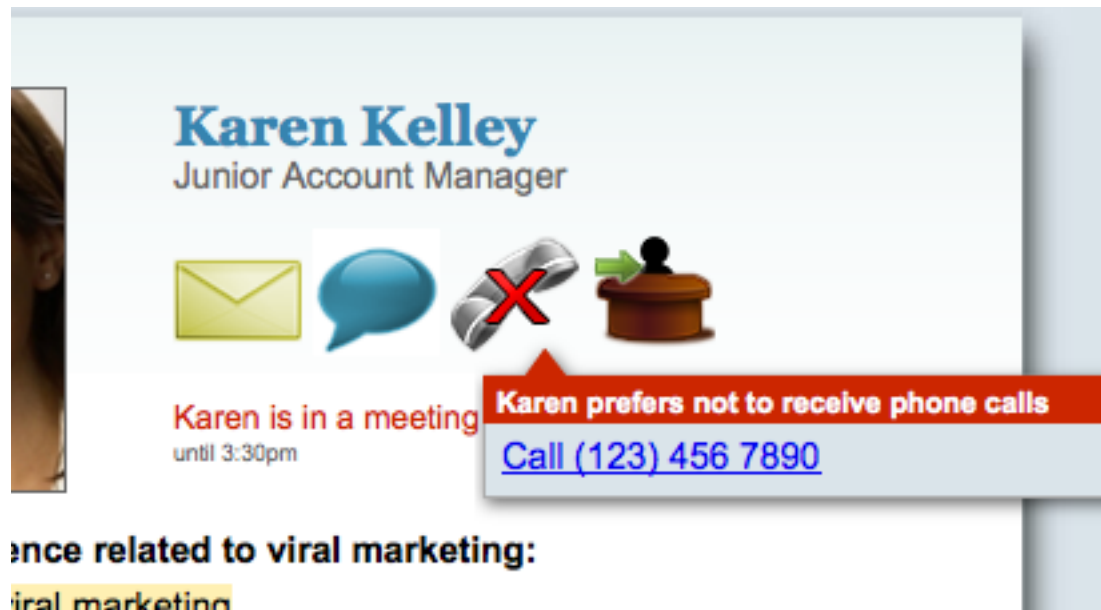 Karen Kelley
Junior Account Manager
Karen prefers not to receive phone calls
Karen is in a meeting
until 3:30pm
Call (123) 456 7890
related to viral marketing:
marketing